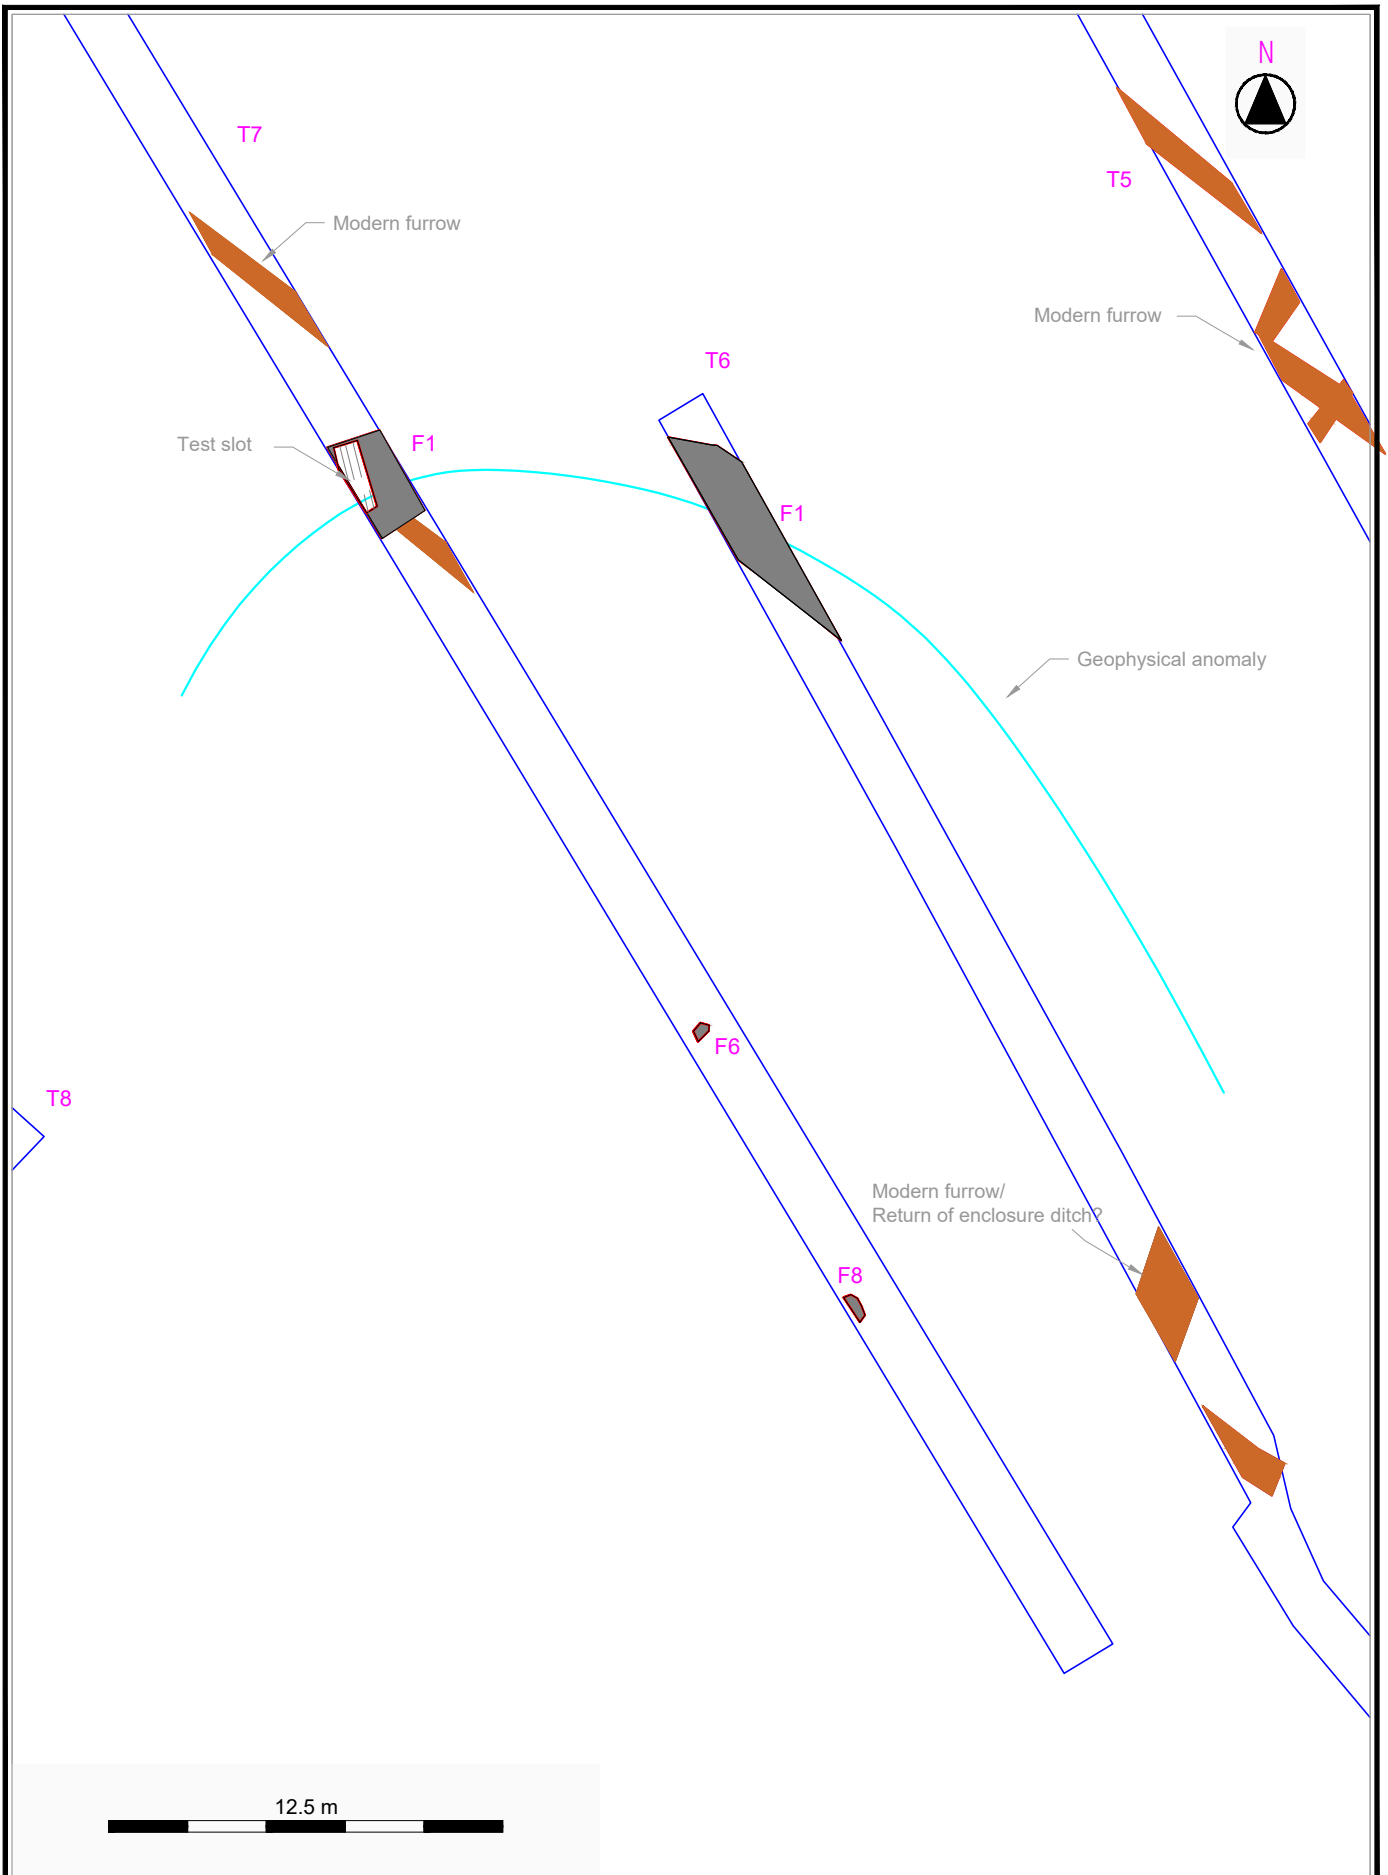 N
T7
T5
Modern furrow
Modern furrow
T6
Test slot
F1
F1
Geophysical anomaly
F6
T8
Modern furrow/
Return of enclosure ditch?
F8
12.5 m